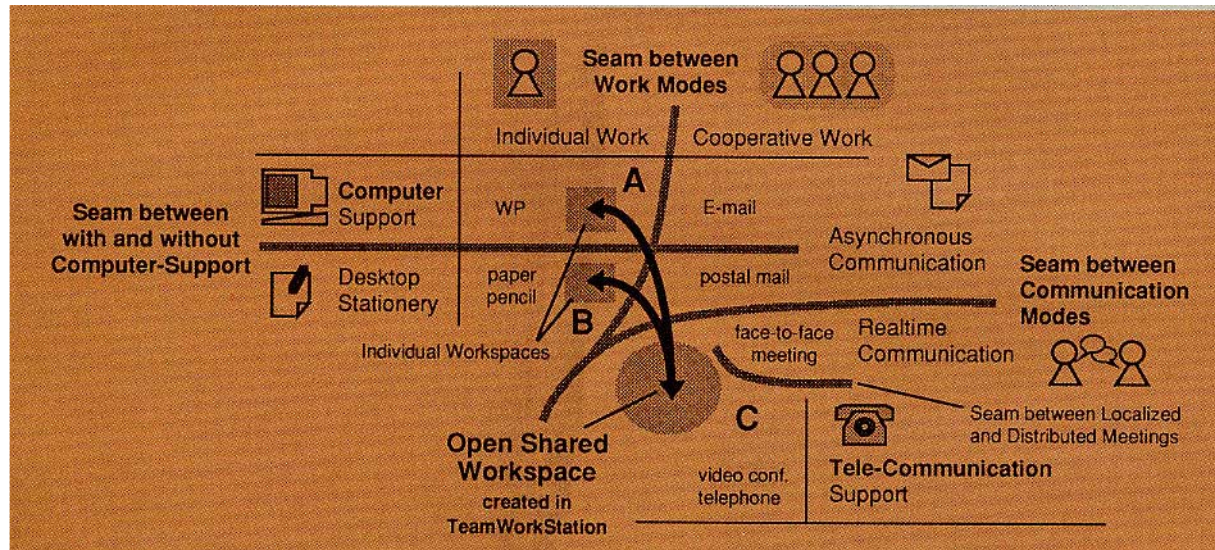 Seam between
Work Modes
Individual Work
Cooperative Work
A
Computer
Support
WP
E-mail
Seam between
with and without
Computer-Support
Asynchronous
Communication
Desktop
Stationery
paper
pencil
postal mail
Seam between
Communication
Modes
B
Individual Workspaces
face-to-face
meeting
Realtime
Communication
C
Seam between Localized
and Distributed Meetings
Open Shared
Workspace
created in
TeamWorkStation
video conf.
telephone
Tele-Communication
Support